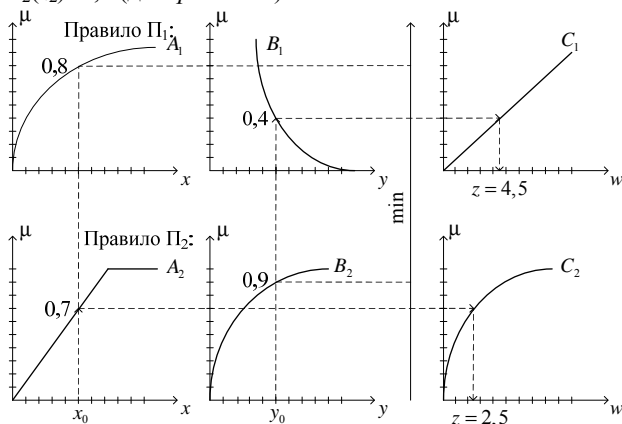 μ
Правило П₁:
A₁
0,8
x
μ
B₁
0,4
y
min
μ
C₁
w
z = 4,5
μ
Правило П₂:
A₂
0,7
x₀
x
μ
B₂
0,9
y₀
y
μ
C₂
w
z = 2,5